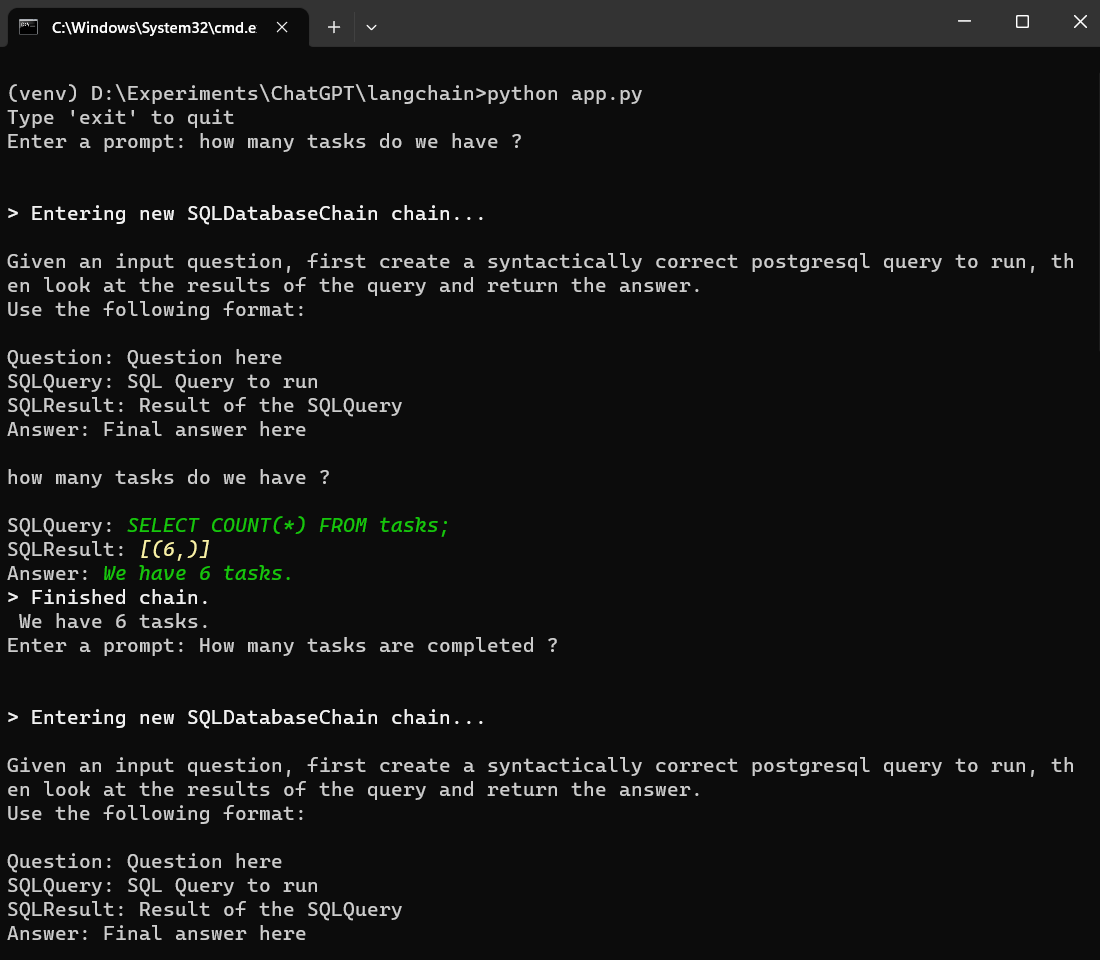 C:\Windows\System32\cmd.e
(venv) D:\Experiments\ChatGPT\langchain>python app.py
Type 'exit' to quit
Enter a prompt: how many tasks do we have ?
> Entering new SQLDatabaseChain chain...
Given an input question, first create a syntactically correct postgresql query to run, th
en look at the results of the query and return the answer.
Use the following format:
Question: Question here
SQLQuery: SQL Query to run
SQLResult: Result of the SQLQuery
Answer: Final answer here
how many tasks do we have ?
SQLQuery: SELECT COUNT(*) FROM tasks;
SQLResult: [(6,)]
Answer: We have 6 tasks.
> Finished chain.
We have 6 tasks.
Enter a prompt: How many tasks are completed ?
> Entering new SQLDatabaseChain chain...
Given an input question, first create a syntactically correct postgresql query to run, th
en look at the results of the query and return the answer.
Use the following format:
Question: Question here
SQLQuery: SQL Query to run
SQLResult: Result of the SQLQuery
Answer: Final answer here